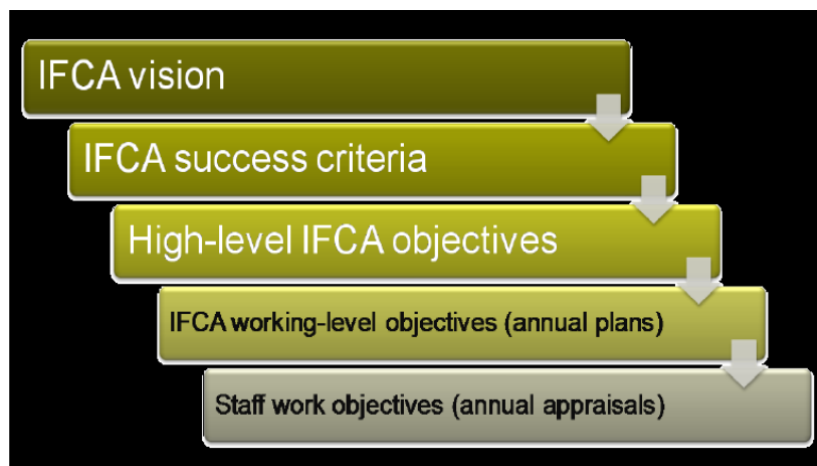 IFCA vision
IFCA success criteria
High-level IFCA objectives
IFCA working-level objectives (annual plans)
Staff work objectives (annual appraisals)